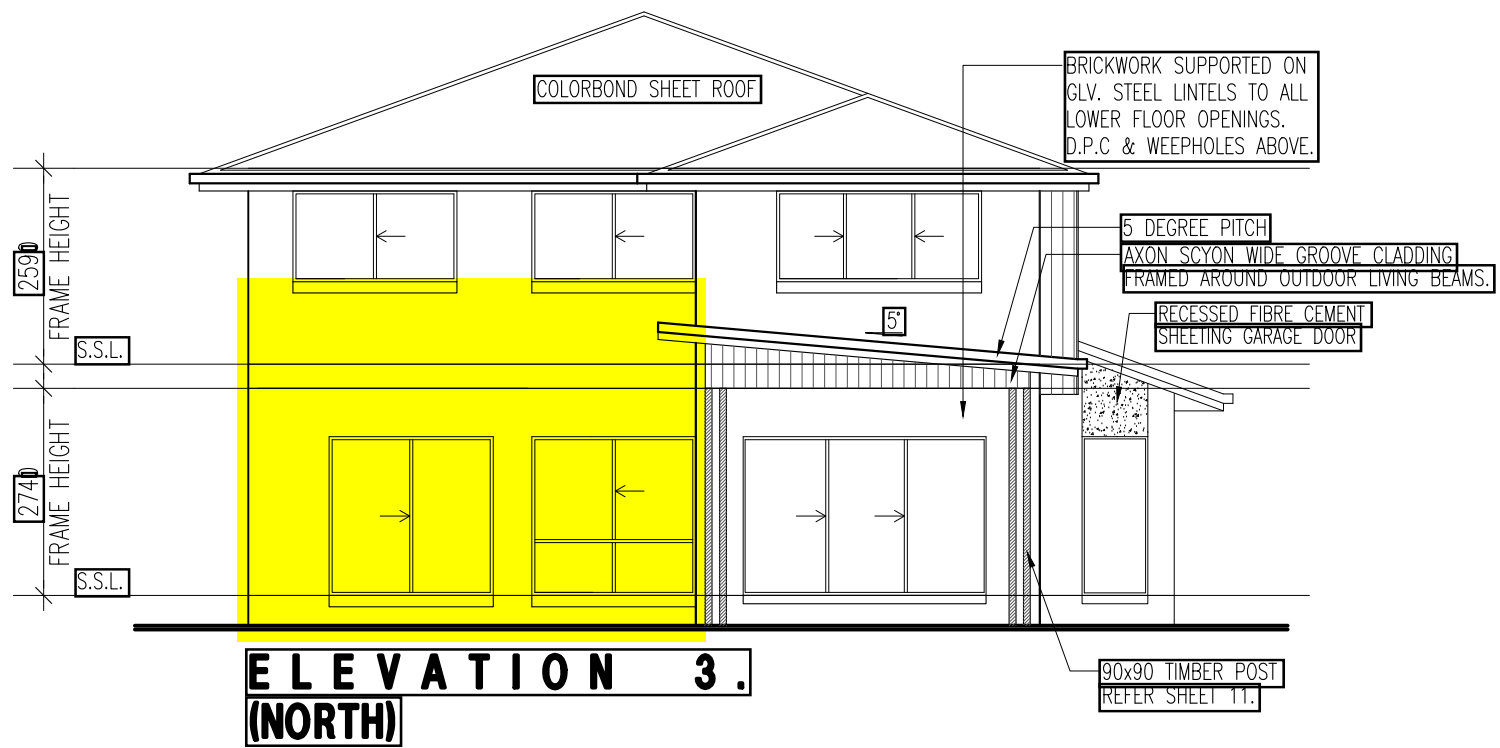 COLORBOND SHEET ROOF
BRICKWORK SUPPORTED ON
GLV. STEEL LINTELS TO ALL
LOWER FLOOR OPENINGS.
D.P.C & WEEPHOLES ABOVE.
2590
FRAME HEIGHT
5 DEGREE PITCH
AXON SCYON WIDE GROOVE CLADDING
FRAMED AROUND OUTDOOR LIVING BEAMS.
RECESSED FIBRE CEMENT
SHEETING GARAGE DOOR
5°
S.S.L.
2740
FRAME HEIGHT
S.S.L.
90x90 TIMBER POST
REFER SHEET 11.
ELEVATION 3.
(NORTH)